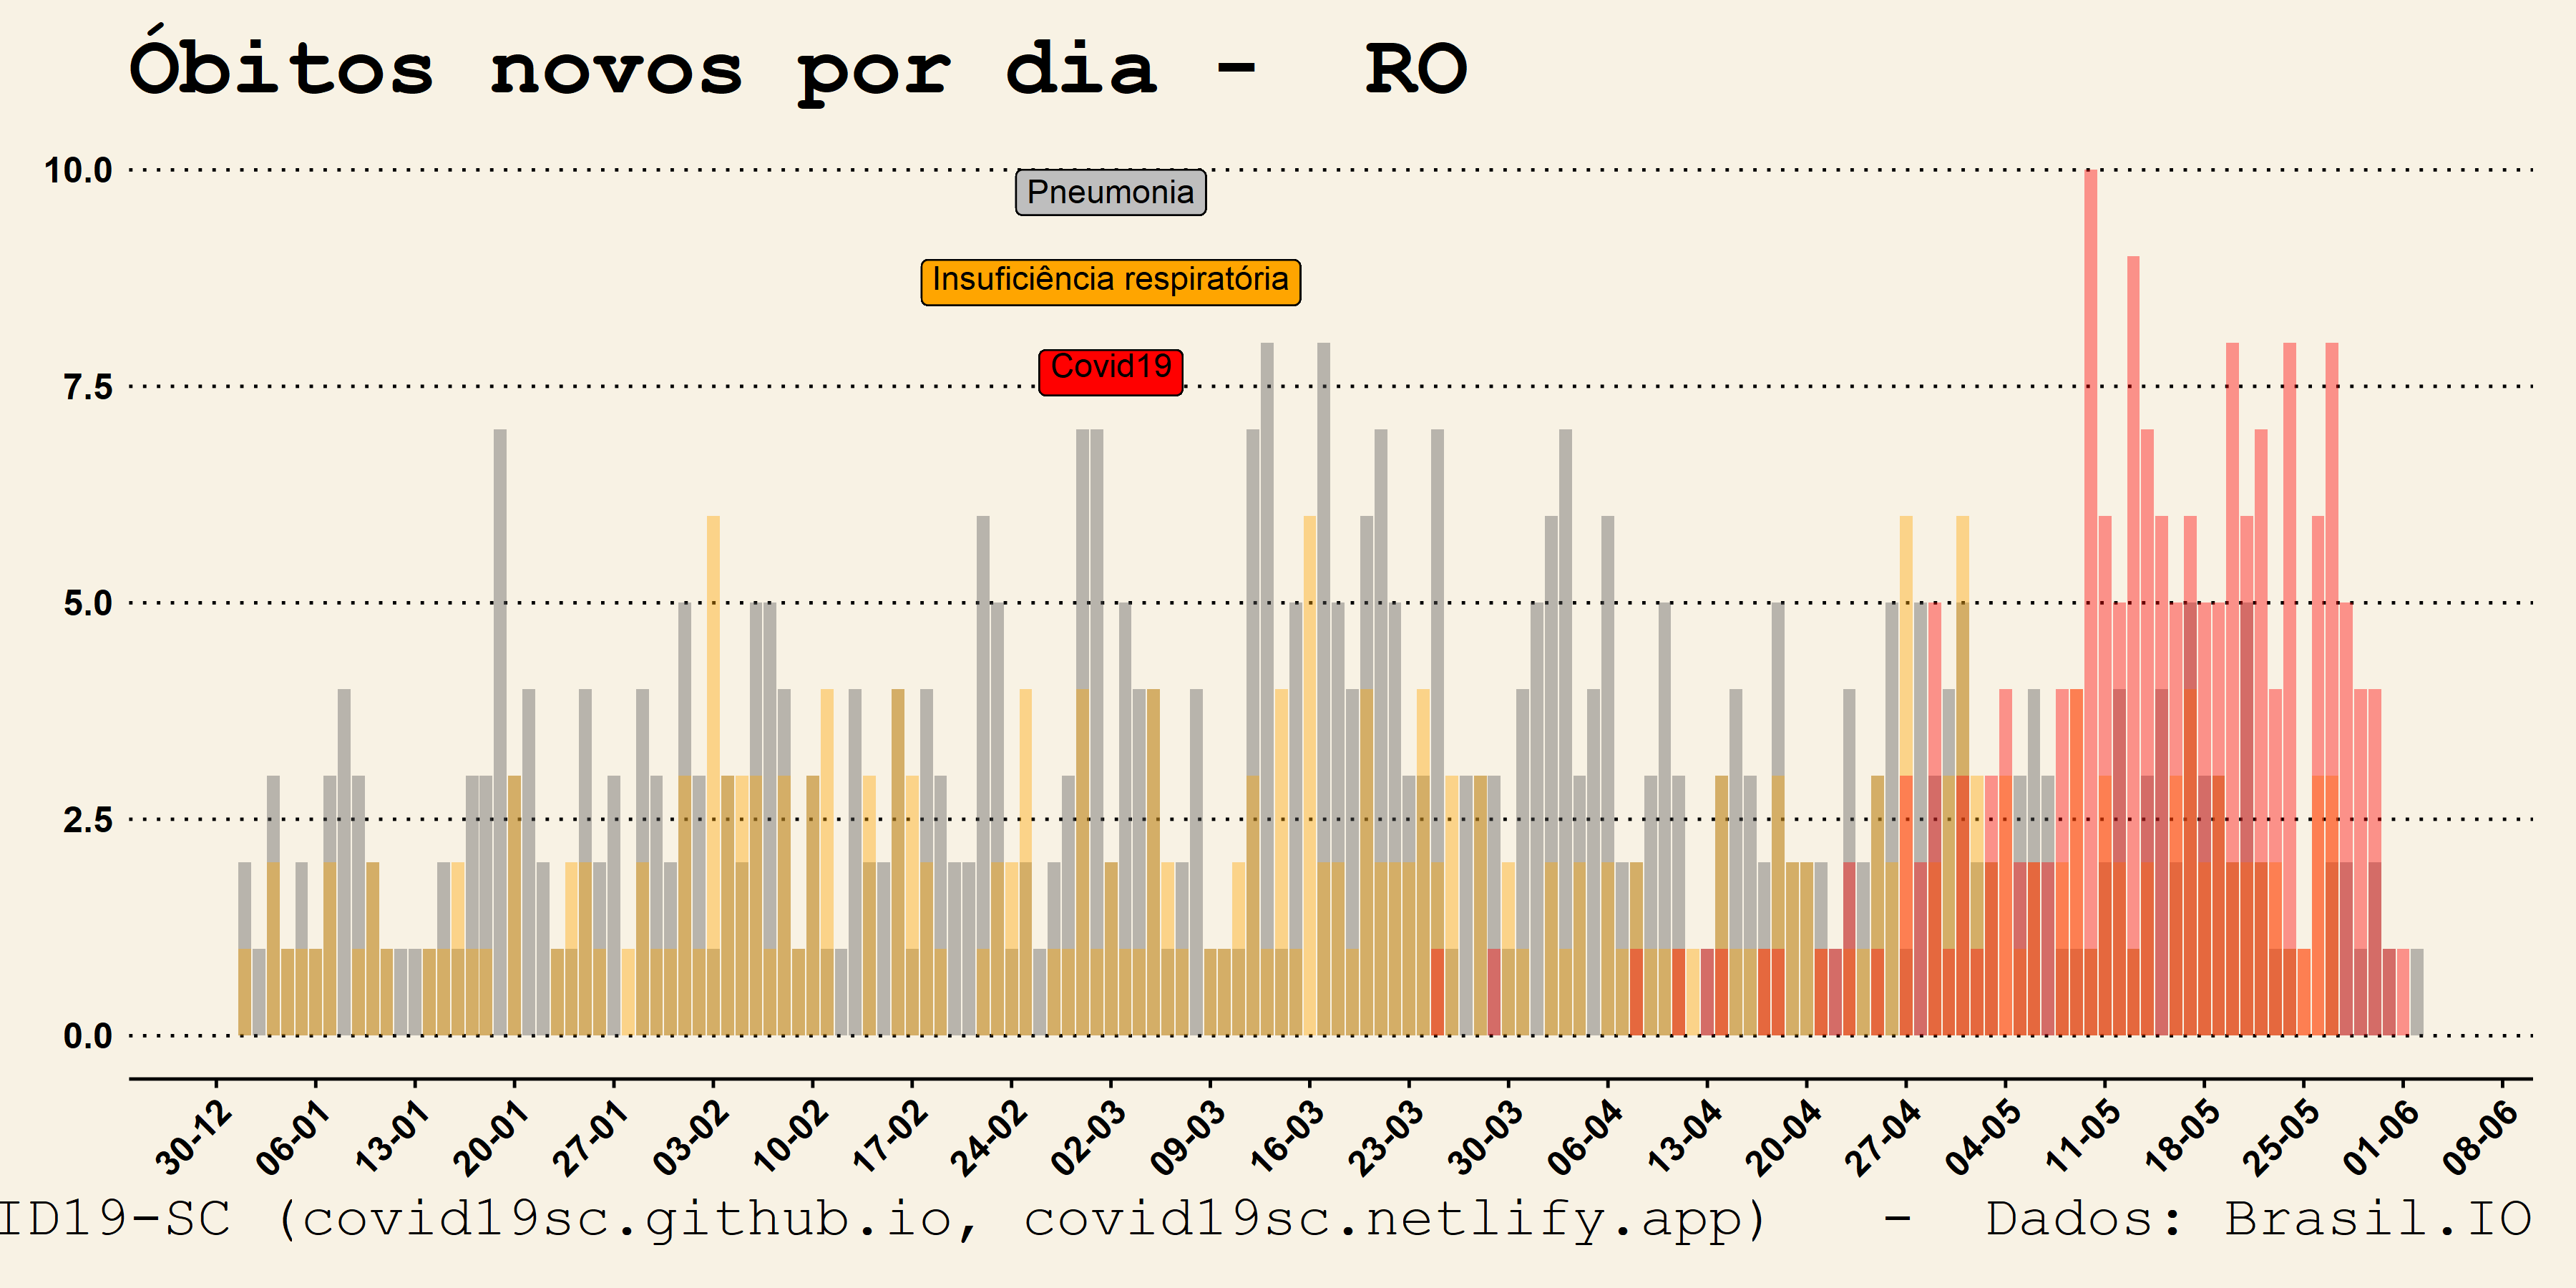 Óbitos novos por dia - RO
10.0
7.5
5.0
2.5
0.0
Pneumonia
Insuficiência respiratória
Covid19
30-12 06-01 13-01 20-01 27-01 03-02 10-02 17-02 24-02 02-03 09-03 16-03 23-03 30-03 06-04 13-04 20-04 27-04 04-05 11-05 18-05 25-05 01-06 08-06
ID19-SC (covid19sc.github.io, covid19sc.netlify.app) - Dados: Brasil.IO